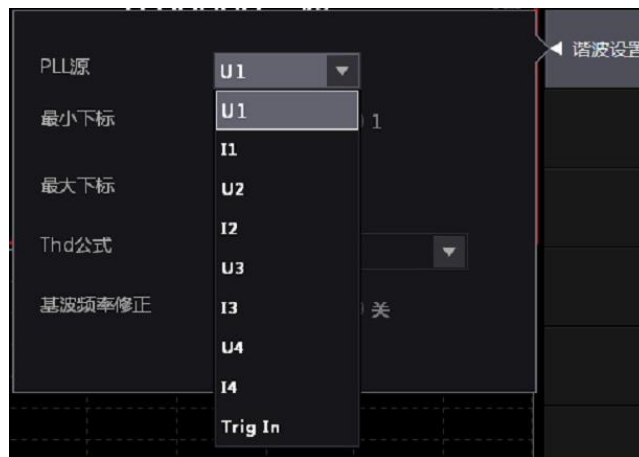 谐波设置
PLL源
U1
最小下标
U1
1
I1
最大下标
U2
I2
Thd公式
U3
基波频率修正
I3
关
U4
I4
Trig In